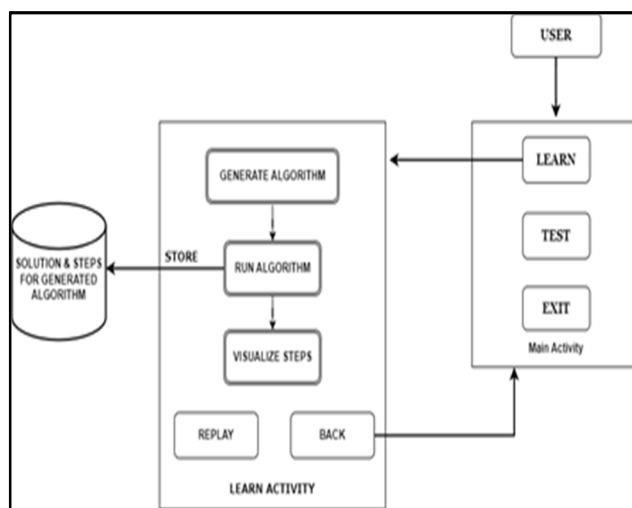 USER
LEARN
TEST
EXIT
Main Activity
GENERATE ALGORITHM
RUN ALGORITHM
VISUALIZE STEPS
REPLAY
BACK
LEARN ACTIVITY
STORE
SOLUTION & STEPS
FOR GENERATED
ALGORITHM